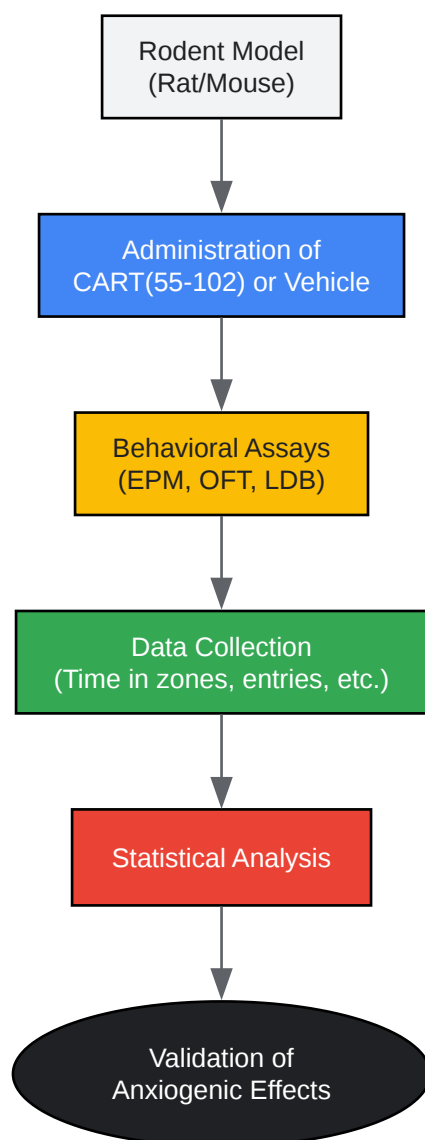 Rodent Model
(Rat/Mouse)
Administration of
CART(55-102) or Vehicle
Behavioral Assays
(EPM, OFT, LDB)
Data Collection
(Time in zones, entries, etc.)
Statistical Analysis
Validation of
Anxiogenic Effects